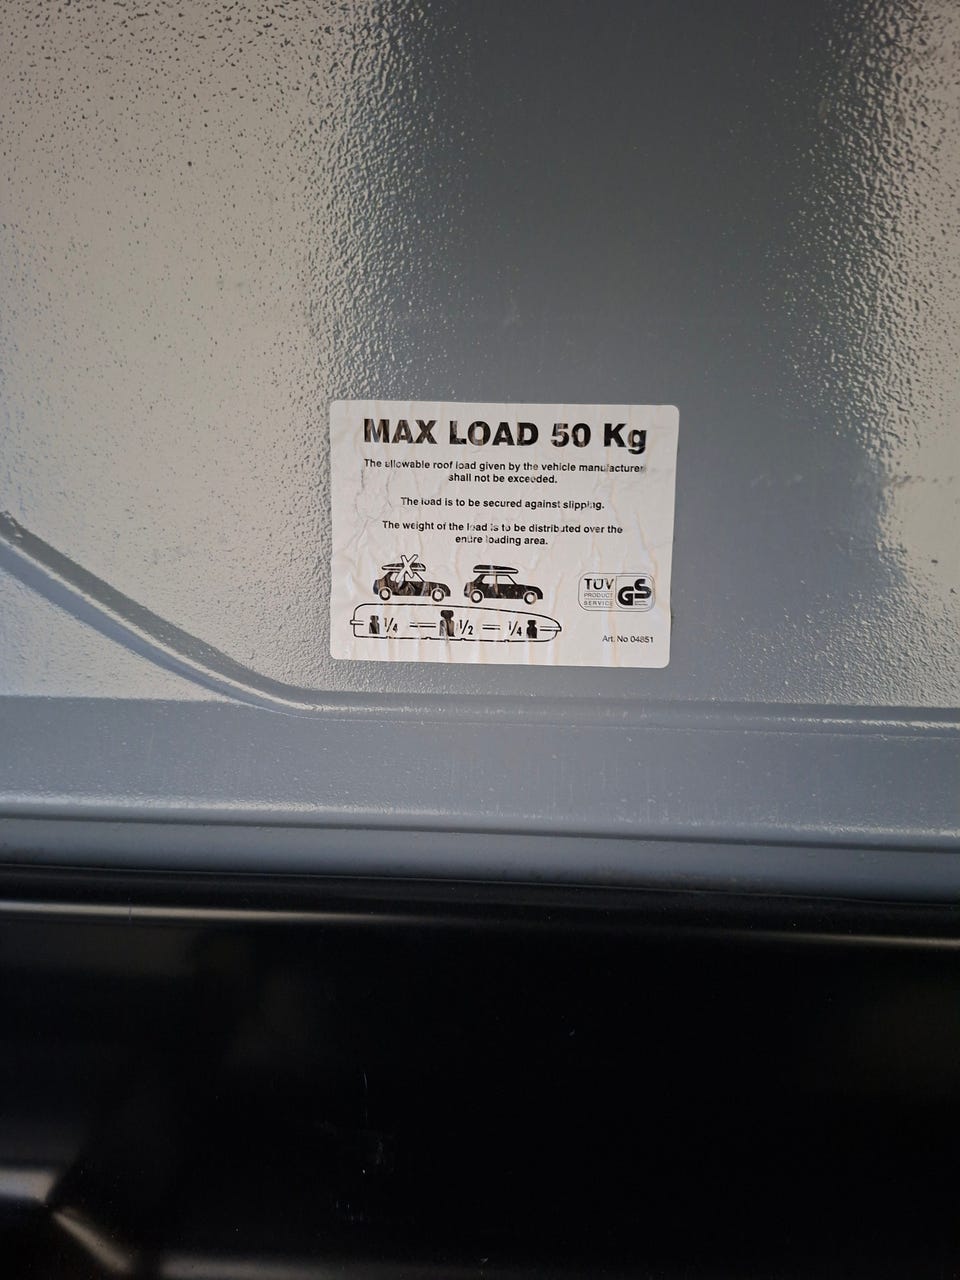 MAX LOAD 50 Kg
The allowable roof load given by the vehicle manufacturer
shall not be exceeded.
The load is to be secured against slipping.
The weight of the load is to be distributed over the
entire loading area.
TÜV
PRODUCT
SERVICE
GS
1/4 1/2 1/4
Art. No 04851